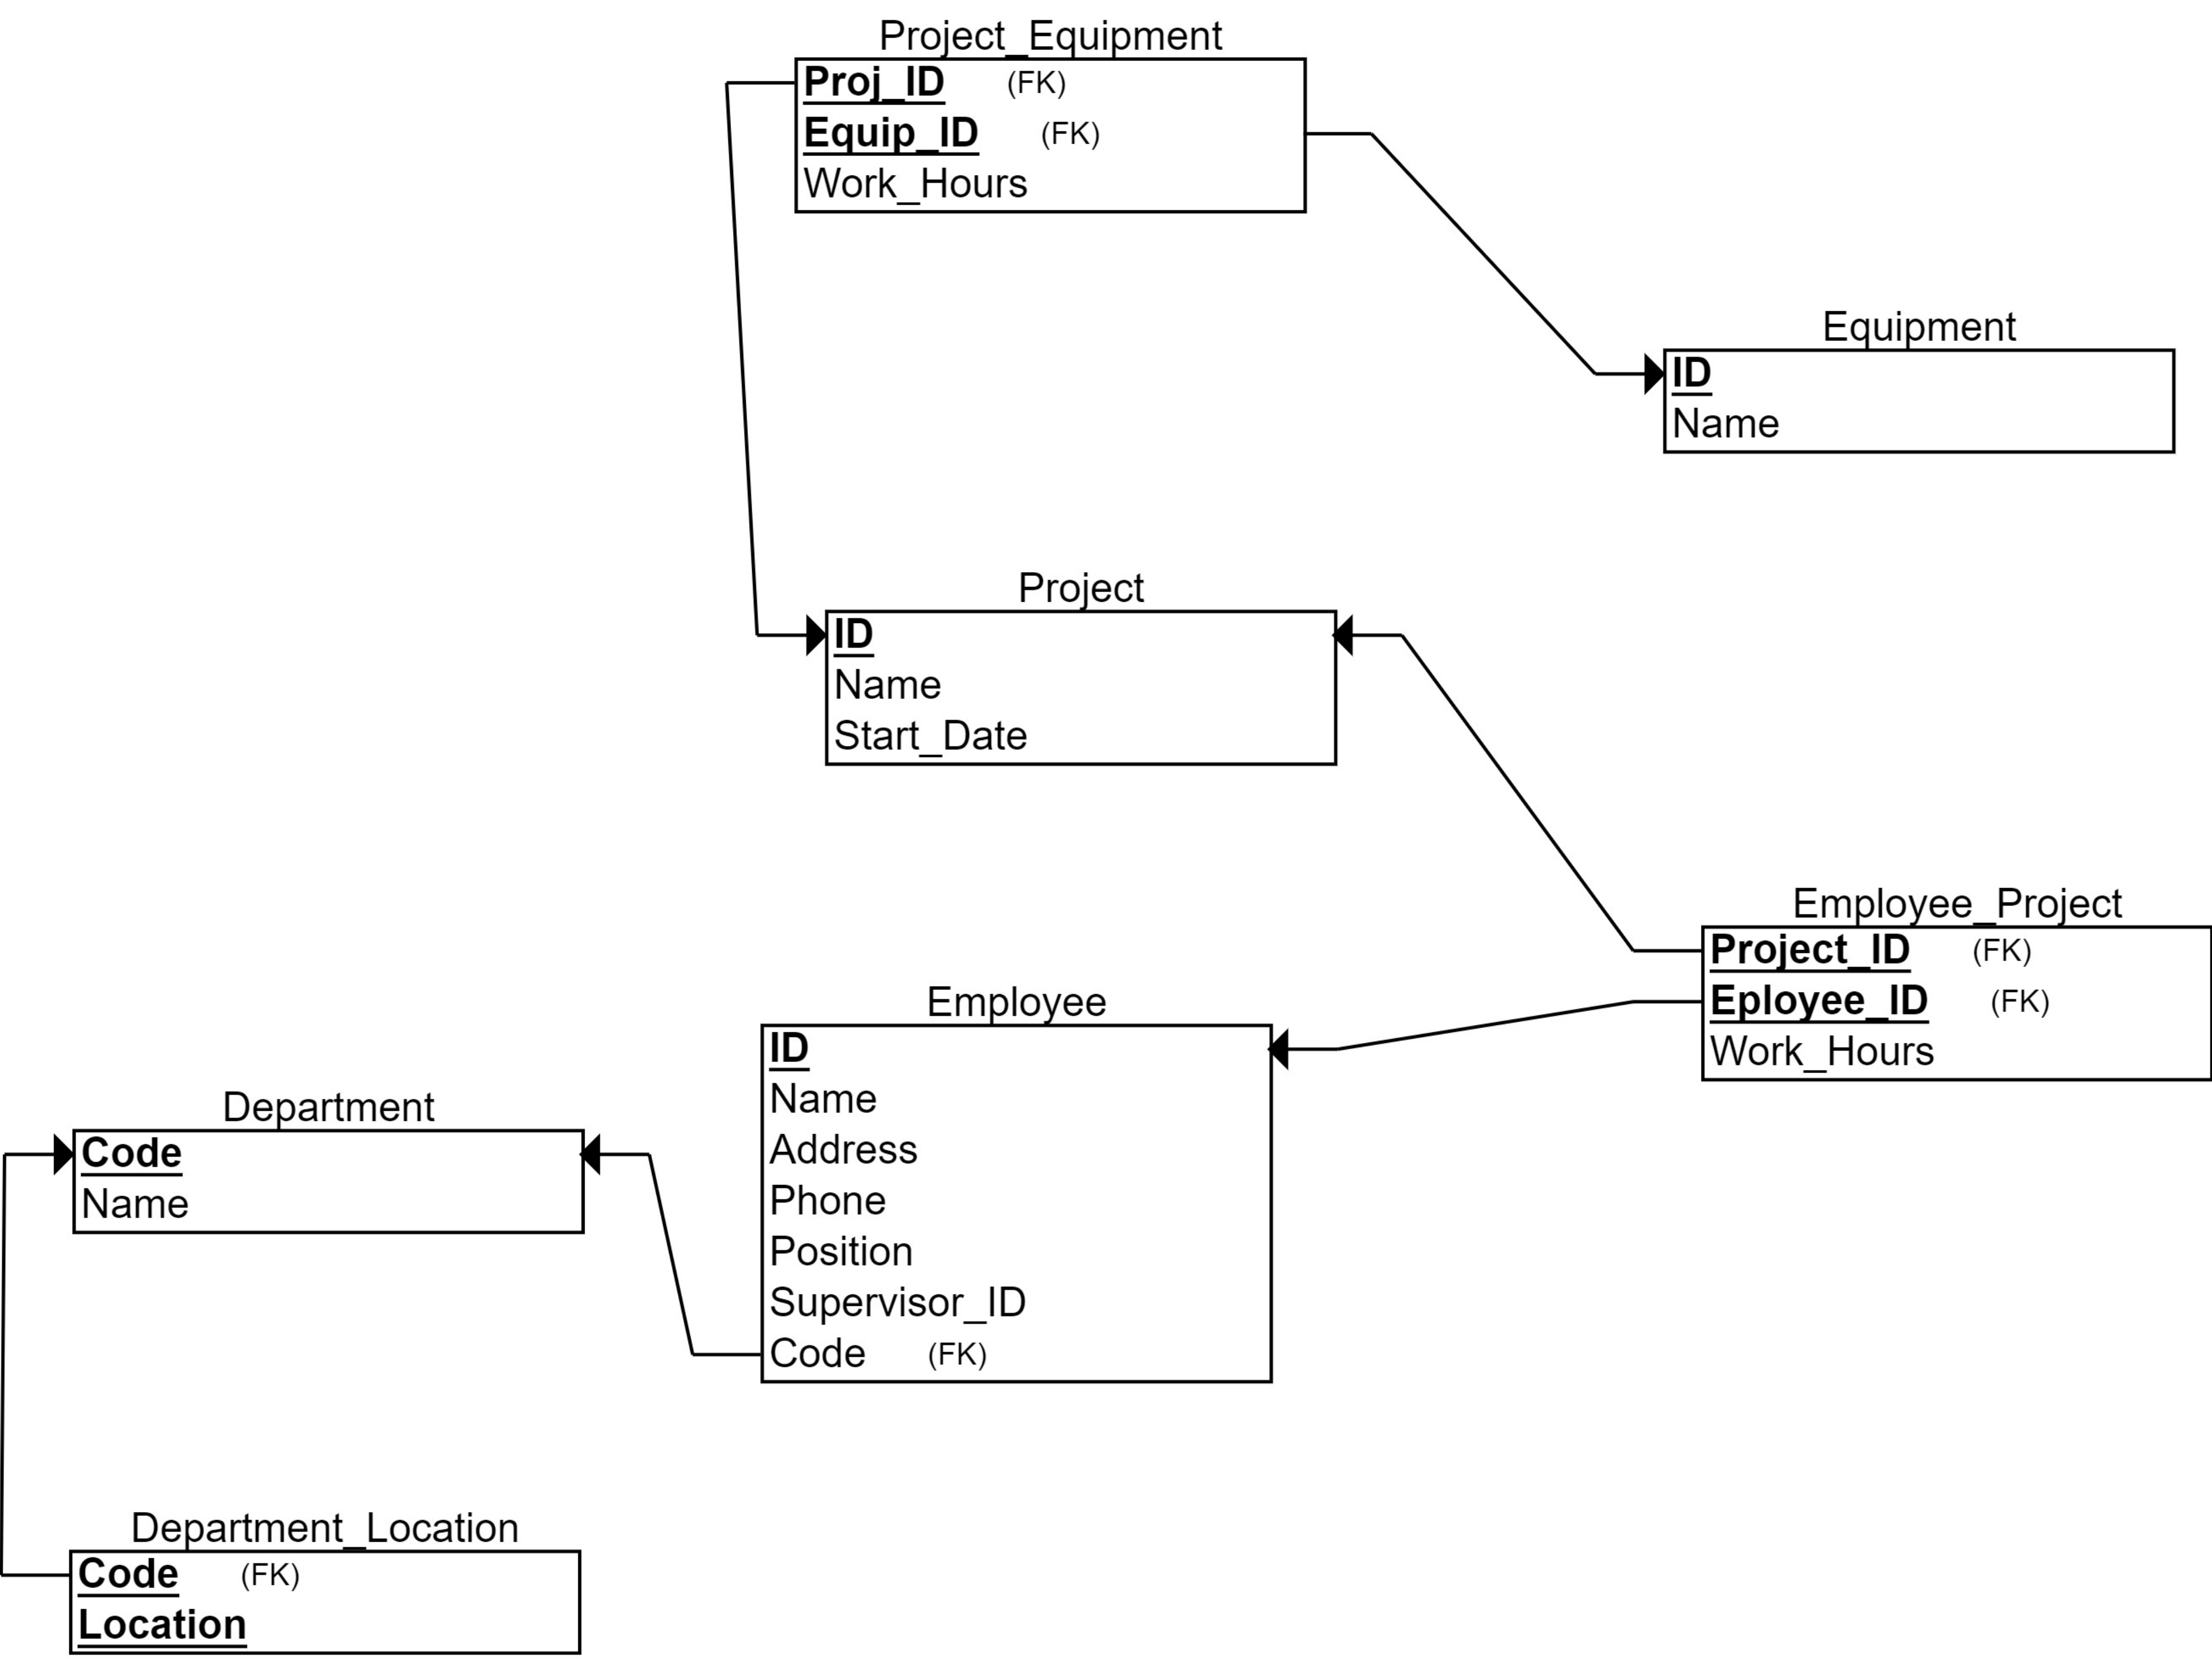 Project_Equipment
Proj_ID (FK)
Equip_ID (FK)
Work_Hours
Equipment
ID
Name
Project
ID
Name
Start_Date
Employee_Project
Project_ID (FK)
Eployee_ID (FK)
Work_Hours
Employee
ID
Name
Address
Phone
Position
Supervisor_ID
Code (FK)
Department
Code
Name
Department_Location
Code (FK)
Location